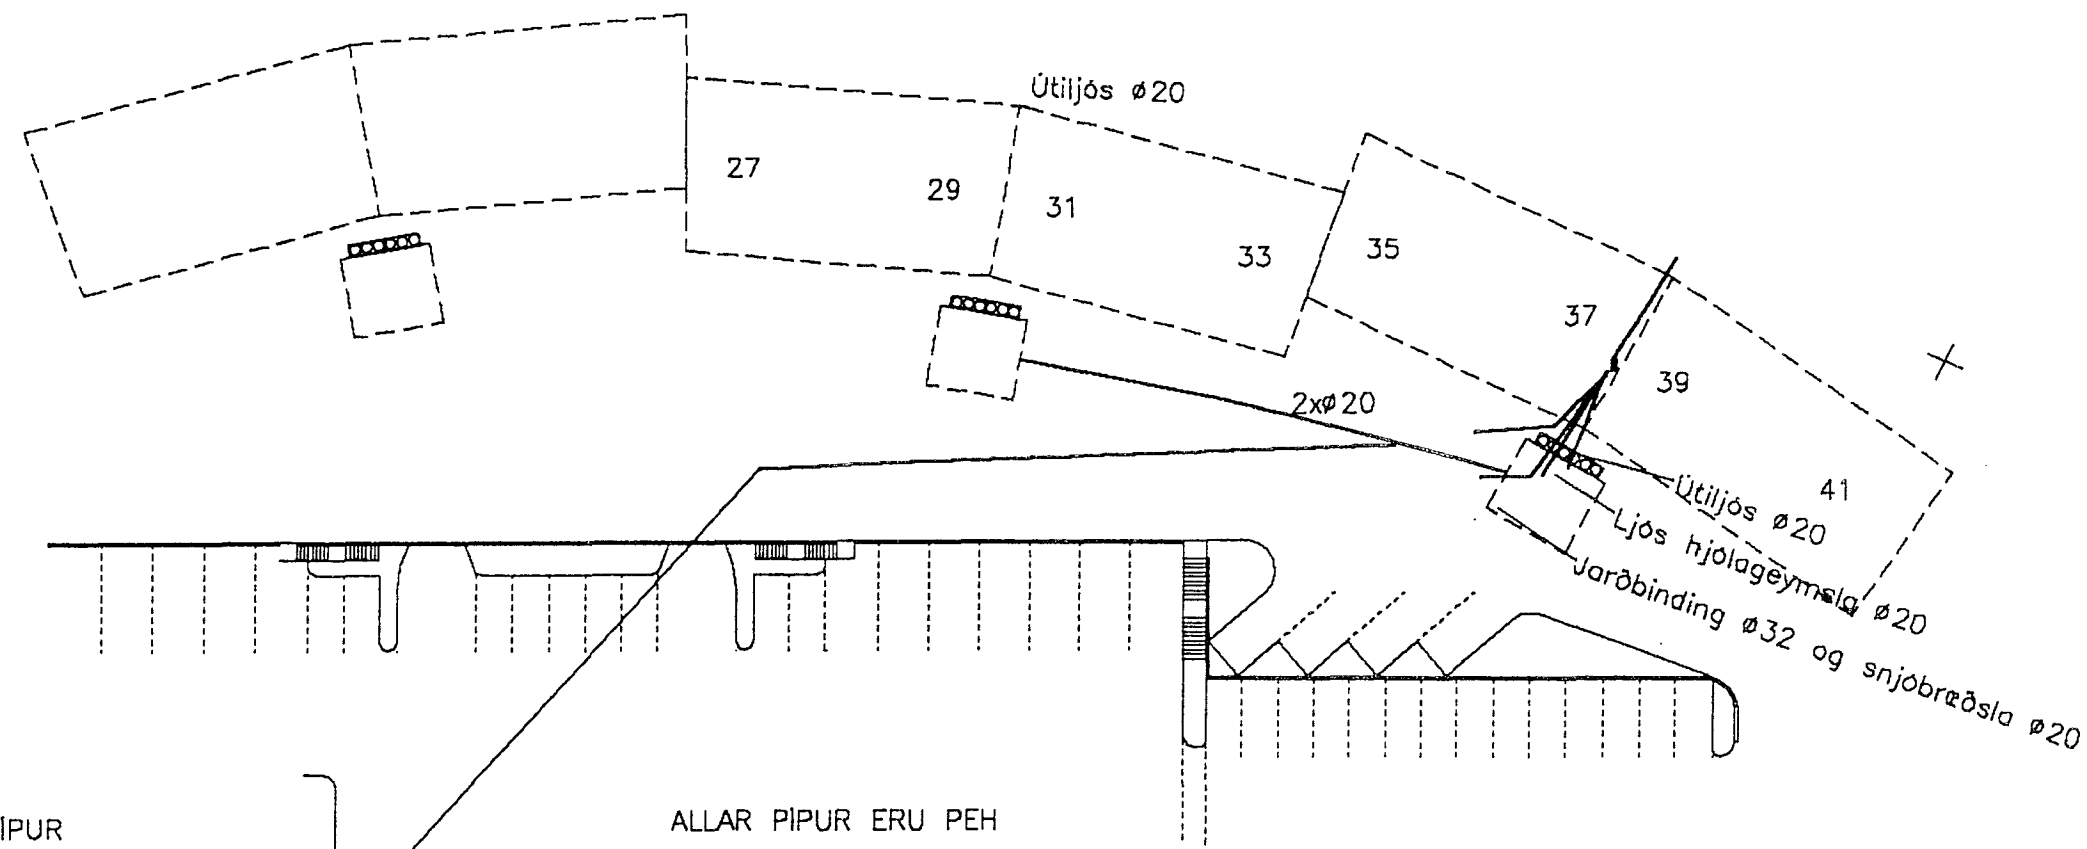 Útiljós ø20
27
29
31
33
35
37
39
41
2xø20
Útiljós ø20
Ljós hjólageymsla ø20
Jarðbinding ø32 og snjóbræðsla ø20
ÍPUR
ALLAR PÍPUR ERU PEH